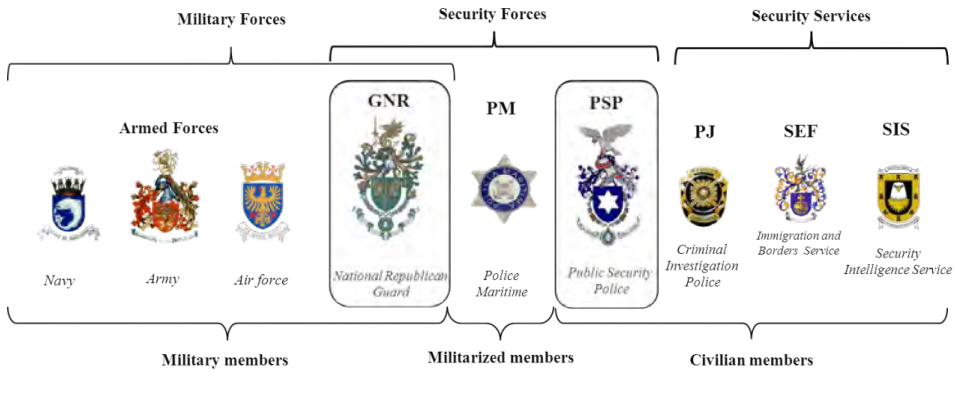 Military Forces
Security Forces
Security Services
Armed Forces
GNR
PM
PSP
PJ
SEF
SIS
Navy
Army
Air force
National Republican
Guard
Police
Maritime
Public Security
Police
Criminal
Investigation
Police
Immigration and
Borders Service
Security
Intelligence Service
Military members
Militarized members
Civilian members